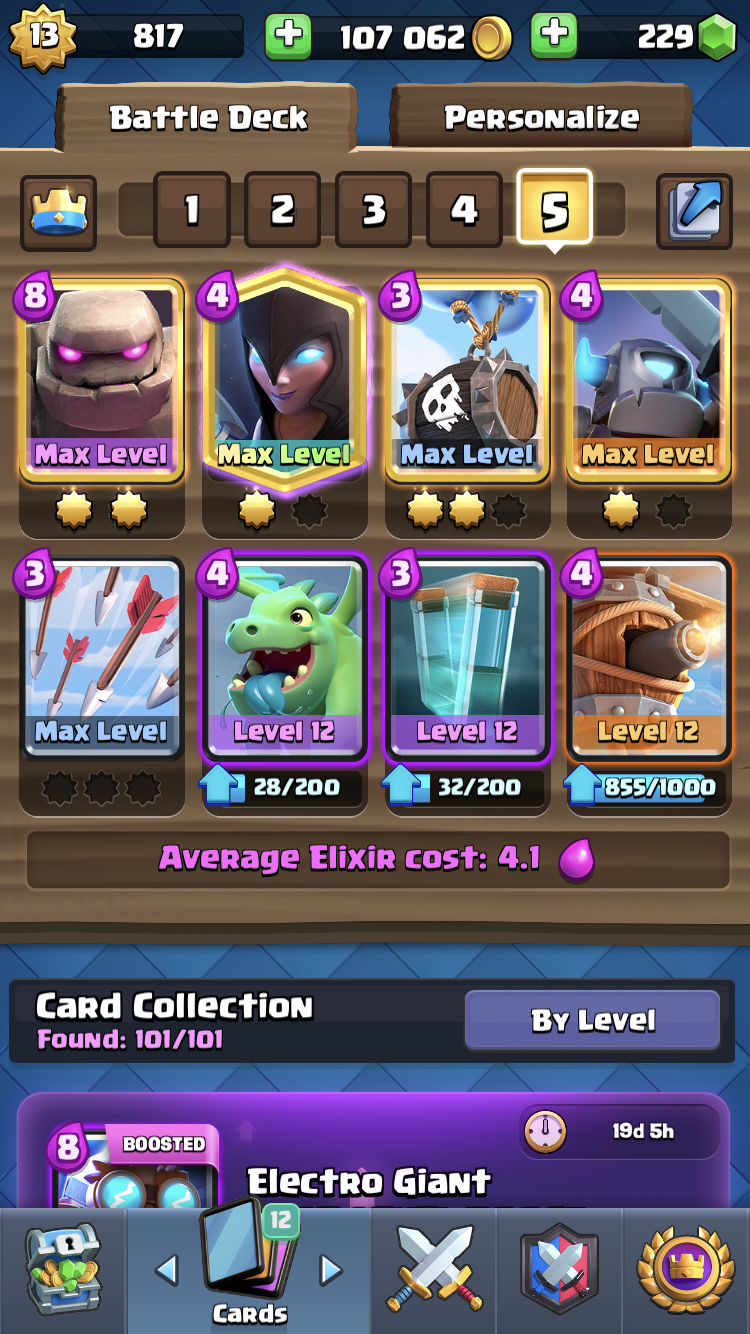 13 817 107 062 229
Battle Deck Personalize
1 2 3 4 5
8 4 3 4
Max Level Max Level Max Level Max Level
3 4 3 4
Max Level Level 12 Level 12 Level 12
28/200 32/200 855/1000
Average Elixir cost: 4.1
Card Collection
Found: 101/101
By Level
19d 5h
8 BOOSTED
Electro Giant
12
Cards